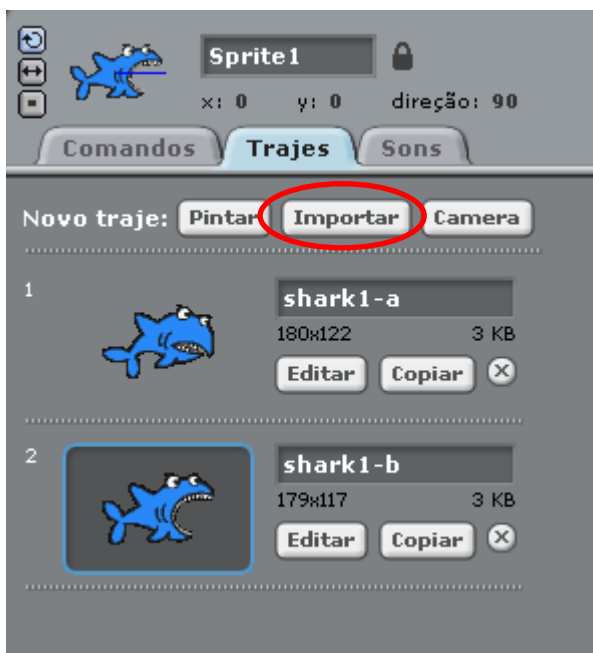 Sprite1
x: 0 y: 0 direção: 90
Comandos Trajes Sons
Novo traje: Pintar Importar Camera
1
shark1-a
180x122 3 KB
Editar Copiar
2
shark1-b
179x117 3 KB
Editar Copiar